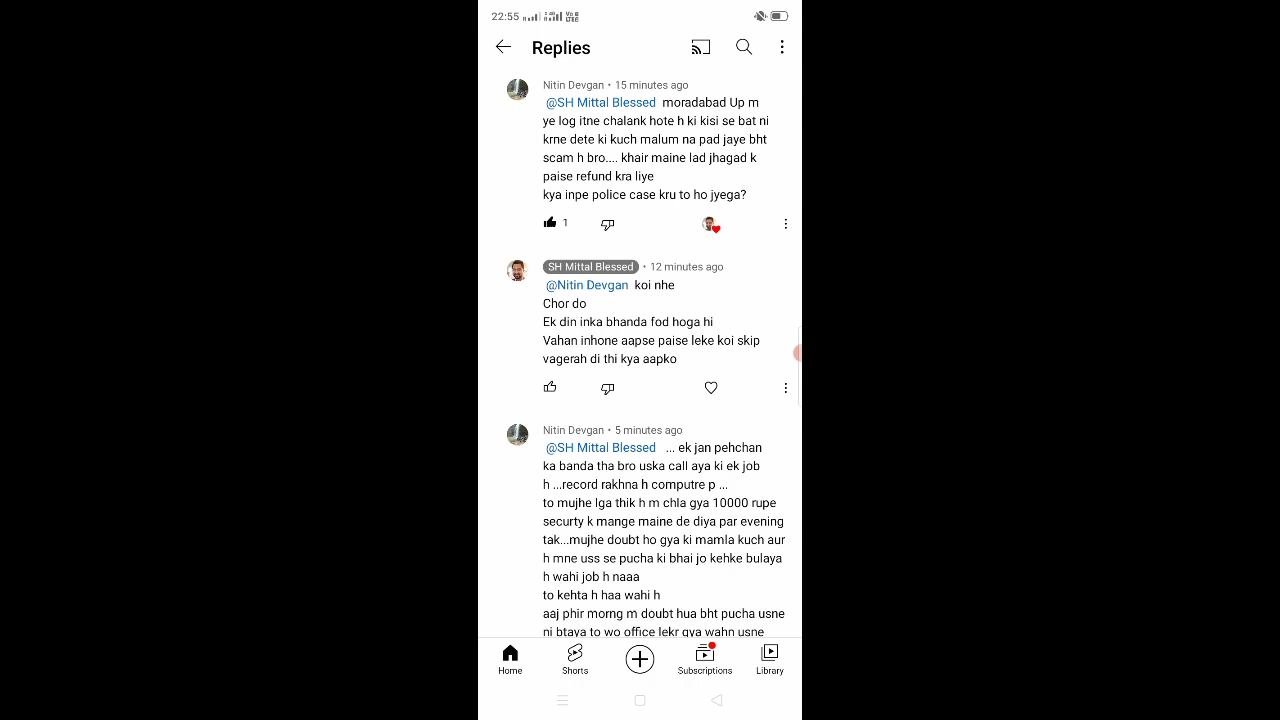 22:55
Replies
Nitin Devgan • 15 minutes ago
@SH Mittal Blessed moradabad Up m
ye log itne chalank hote h ki kisi se bat ni
krne dete ki kuch malum na pad jaye bht
scam h bro.... khair maine lad jhagad k
paise refund kra liye
kya inpe police case kru to ho jyega?
1
SH Mittal Blessed • 12 minutes ago
@Nitin Devgan koi nhe
Chor do
Ek din inka bhanda fod hoga hi
Vahan inhone aapse paise leke koi skip
vagerah di thi kya aapko
Nitin Devgan • 5 minutes ago
@SH Mittal Blessed ... ek jan pehchan
ka banda tha bro uska call aya ki ek job
h ...record rakhna h computre p ...
to mujhe lga thik h m chla gya 10000 rupe
securty k mange maine de diya par evening
tak...mujhe doubt ho gya ki mamla kuch aur
h mne uss se pucha ki bhai jo kehke bulaya
h wahi job h naaa
to kehta h haa wahi h
aaj phir morng m doubt hua bht pucha usne
ni btaya to wo office lekr gya wahn usne
Home Shorts Subscriptions Library